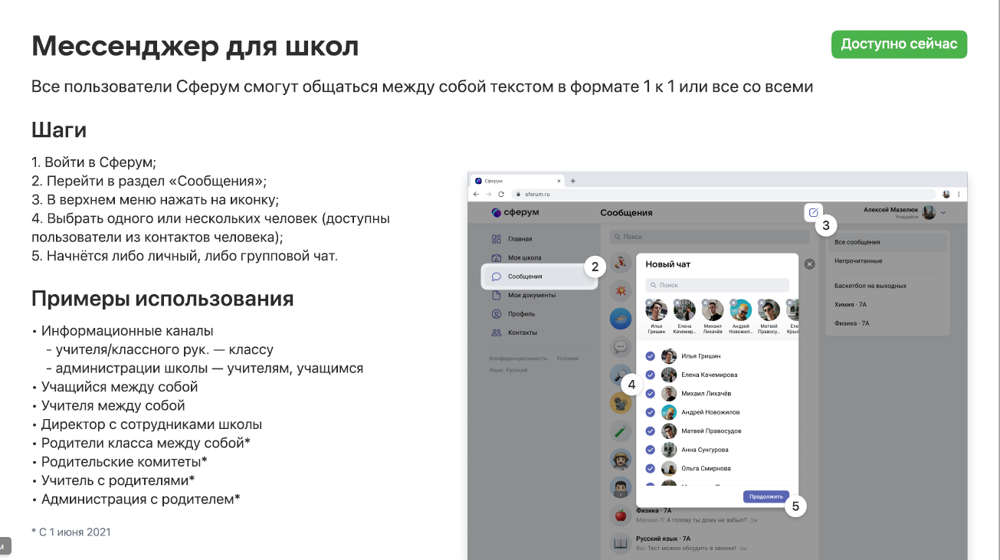 Мессенджер для школ
Доступно сейчас
Все пользователи Сферум смогут общаться между собой текстом в формате 1 к 1 или все со всеми
Шаги
1. Войти в Сферум;
2. Перейти в раздел «Сообщения»;
3. В верхнем меню нажать на иконку;
4. Выбрать одного или нескольких человек (доступны
пользователи из контактов человека);
5. Начнётся либо личный, либо групповой чат.
Примеры использования
• Информационные каналы
- учителя/классного рук. — классу
- администрации школы — учителям, учащимся
• Учащийся между собой
• Учителя между собой
• Директор с сотрудниками школы
• Родители класса между собой*
• Родительские комитеты*
• Учитель с родителями*
• Администрация с родителем*
* С 1 июня 2021
Сферум
sferum.ru
сферум
Сообщения
Алексей Мазелюк
Учащийся
3
Главная
Моя школа
Сообщения
2
Мои документы
Профиль
Контакты
Конфиденциальность Условия
Язык: Русский
Поиск
Новый чат
Поиск
Илья Гришин
Елена Качемир...
Михаил Лихачёв
Андрей Новожил...
Матвей Правосу...
Еле Крыл
Илья Гришин
Елена Качемирова
4
Михаил Лихачёв
Андрей Новожилов
Матвей Правосудов
Анна Сунгурова
Ольга Смирнова
Продолжить
5
Физика · 7А
Михаил Л: А голову ты дома не забыл? · 2м
Русский язык · 7А
Вы: Тест можно обсудить в звонке! · 2м
Все сообщения
Непрочитанные
Баскетбол на выходных
Химия · 7А
Физика · 7А